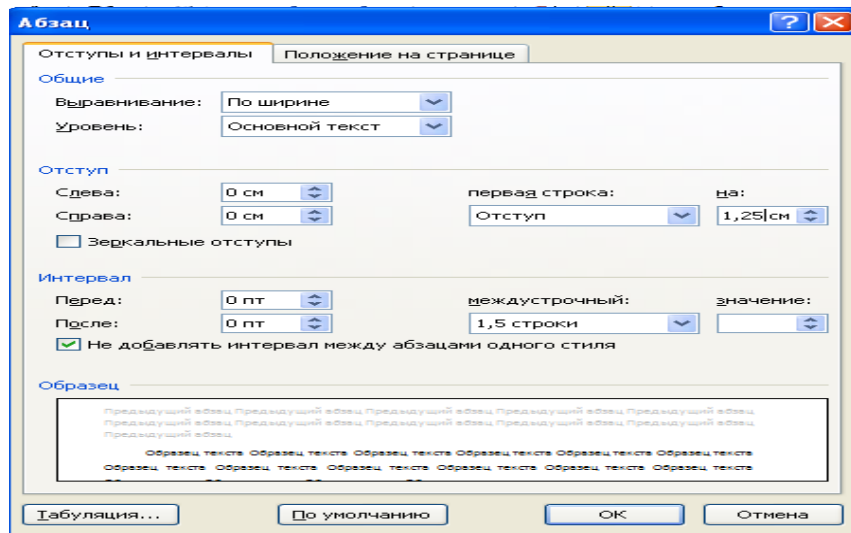 Абзац
Отступы и интервалы Положение на странице
Общие
Выравнивание: По ширине
Уровень: Основной текст
Отступ
Слева: 0 см первая строка: на:
Справа: 0 см Отступ 1,25 см
Зеркальные отступы
Интервал
Перед: 0 пт междустрочный: значение:
После: 0 пт 1,5 строки
Не добавлять интервал между абзацами одного стиля
Образец
Предыдущий абзац Предыдущий абзац Предыдущий абзац Предыдущий абзац Предыдущий абзац
Предыдущий абзац Предыдущий абзац Предыдущий абзац Предыдущий абзац Предыдущий абзац
Предыдущий абзац
Образец текста Образец текста Образец текста Образец текста Образец текста Образец текста
Образец текста Образец текста Образец текста Образец текста Образец текста Образец текста
Табуляция... По умолчанию ОК Отмена